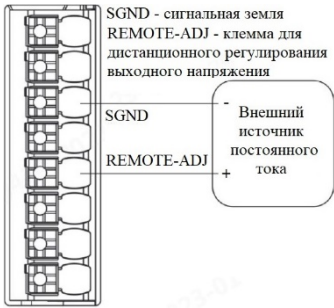 SGND - сигнальная земля
REMOTE-ADJ - клемма для
дистанционного регулирования
выходного напряжения
-
SGND
Внешний
источник
постоянного
тока
REMOTE-ADJ
+